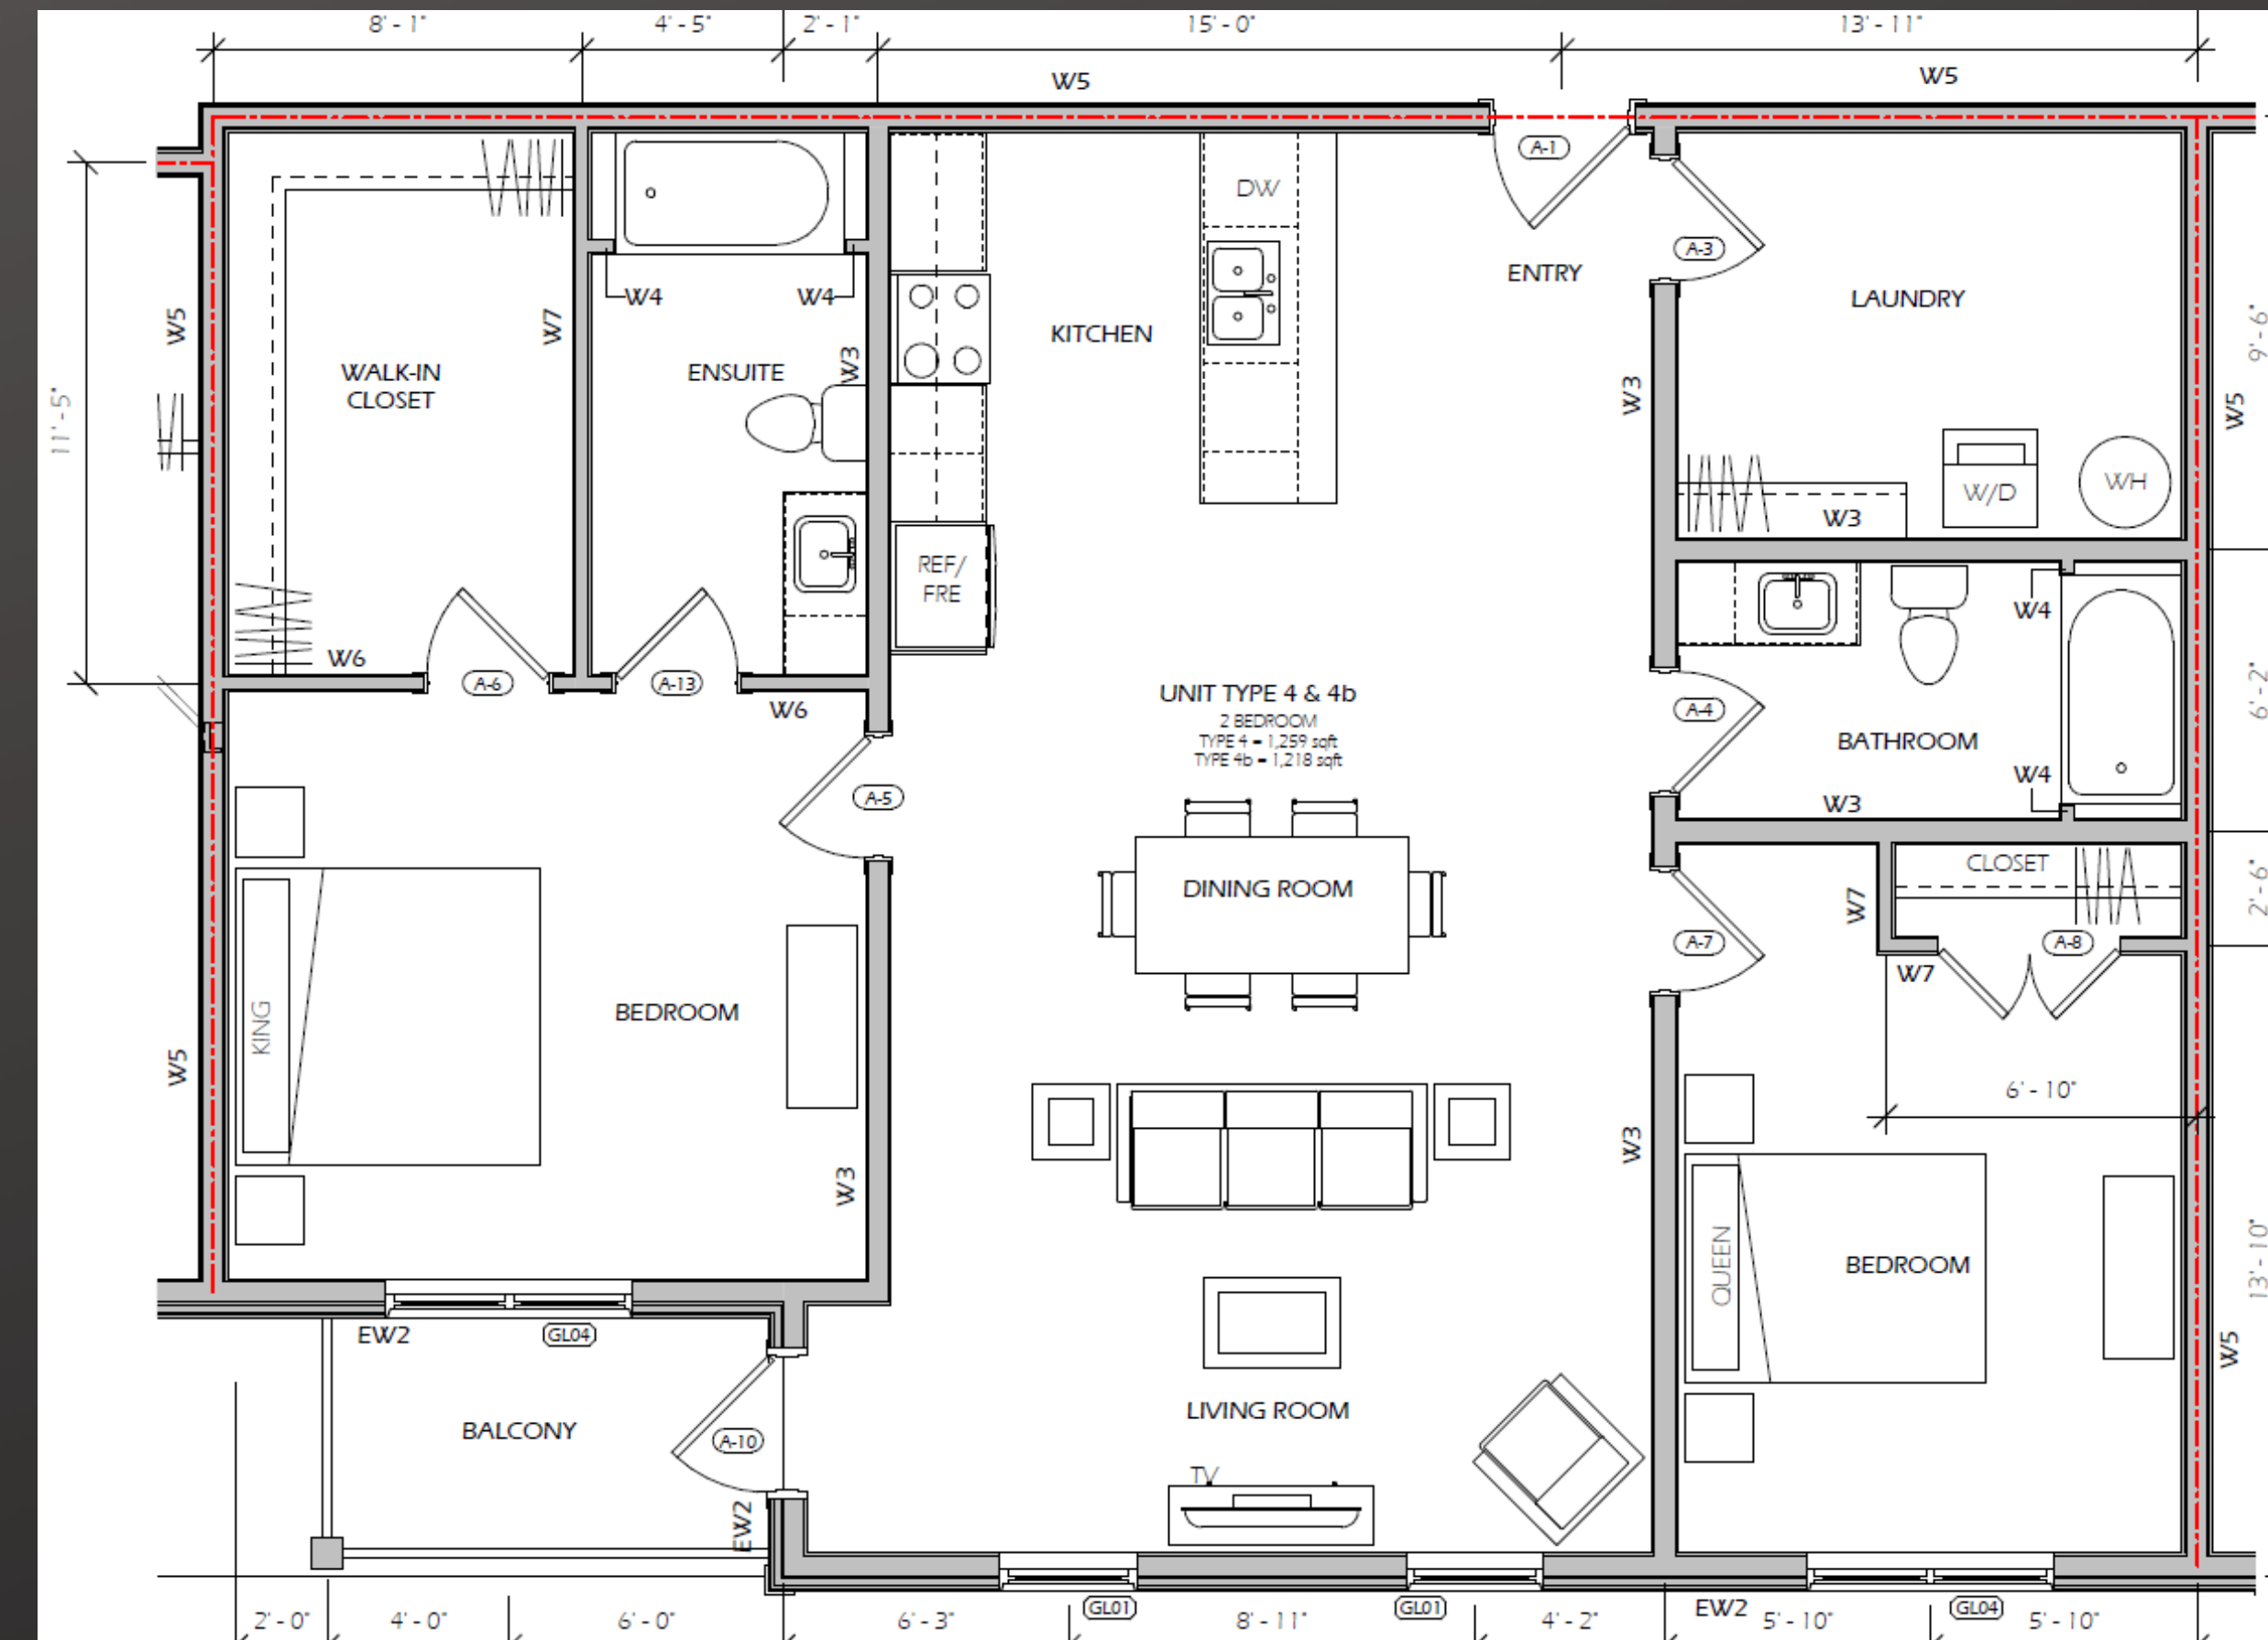 8' - 1"
4' - 5"
2' - 1"
15' - 0"
13' - 11"
W5
W5
A-1
DW
A-3
ENTRY
LAUNDRY
W4
W4
W5
W7
KITCHEN
9' - 6"
WALK-IN
CLOSET
ENSUITE
W3
W3
W5
11' - 5"
W/D
WH
W3
REF/
FRE
W4
W6
A-6
A-13
W6
UNIT TYPE 4 & 4b
2 BEDROOM
TYPE 4 = 1,259 sqft
TYPE 4b = 1,218 sqft
A-4
6' - 2"
BATHROOM
W4
A-5
W3
CLOSET
DINING ROOM
W7
2' - 6"
A-7
A-8
W7
KING
BEDROOM
W5
6' - 10"
W3
W3
QUEEN
BEDROOM
13' - 10"
EW2
GL04
W5
BALCONY
A-10
LIVING ROOM
TV
EW2
2' - 0"
4' - 0"
6' - 0"
6' - 3"
GL01
8' - 11"
GL01
4' - 2"
EW2
5' - 10"
GL04
5' - 10"